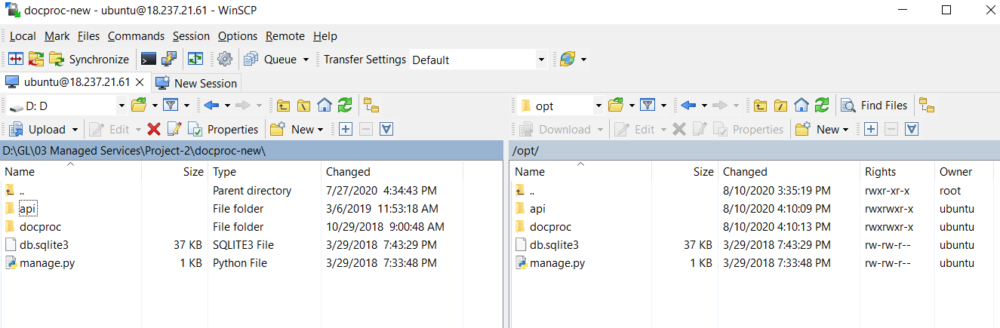 docproc-new - ubuntu@18.237.21.61 - WinSCP
Local Mark Files Commands Session Options Remote Help
Synchronize Queue Transfer Settings Default
ubuntu@18.237.21.61 New Session
D: D opt Find Files
Upload Edit Properties New Download Edit Properties New
D:\GL\03 Managed Services\Project-2\docproc-new\ /opt/
Name Size Type Changed Name Size Changed Rights Owner
.. Parent directory 7/27/2020 4:34:43 PM .. 8/10/2020 3:35:19 PM rwxr-xr-x root
api File folder 3/6/2019 11:53:18 AM api 8/10/2020 4:10:09 PM rwxrwxr-x ubuntu
docproc File folder 10/29/2018 9:00:48 AM docproc 8/10/2020 4:10:13 PM rwxrwxr-x ubuntu
db.sqlite3 37 KB SQLITE3 File 3/29/2018 7:43:29 PM db.sqlite3 37 KB 3/29/2018 7:43:29 PM rw-rw-r-- ubuntu
manage.py 1 KB Python File 3/29/2018 7:33:48 PM manage.py 1 KB 3/29/2018 7:33:48 PM rw-rw-r-- ubuntu